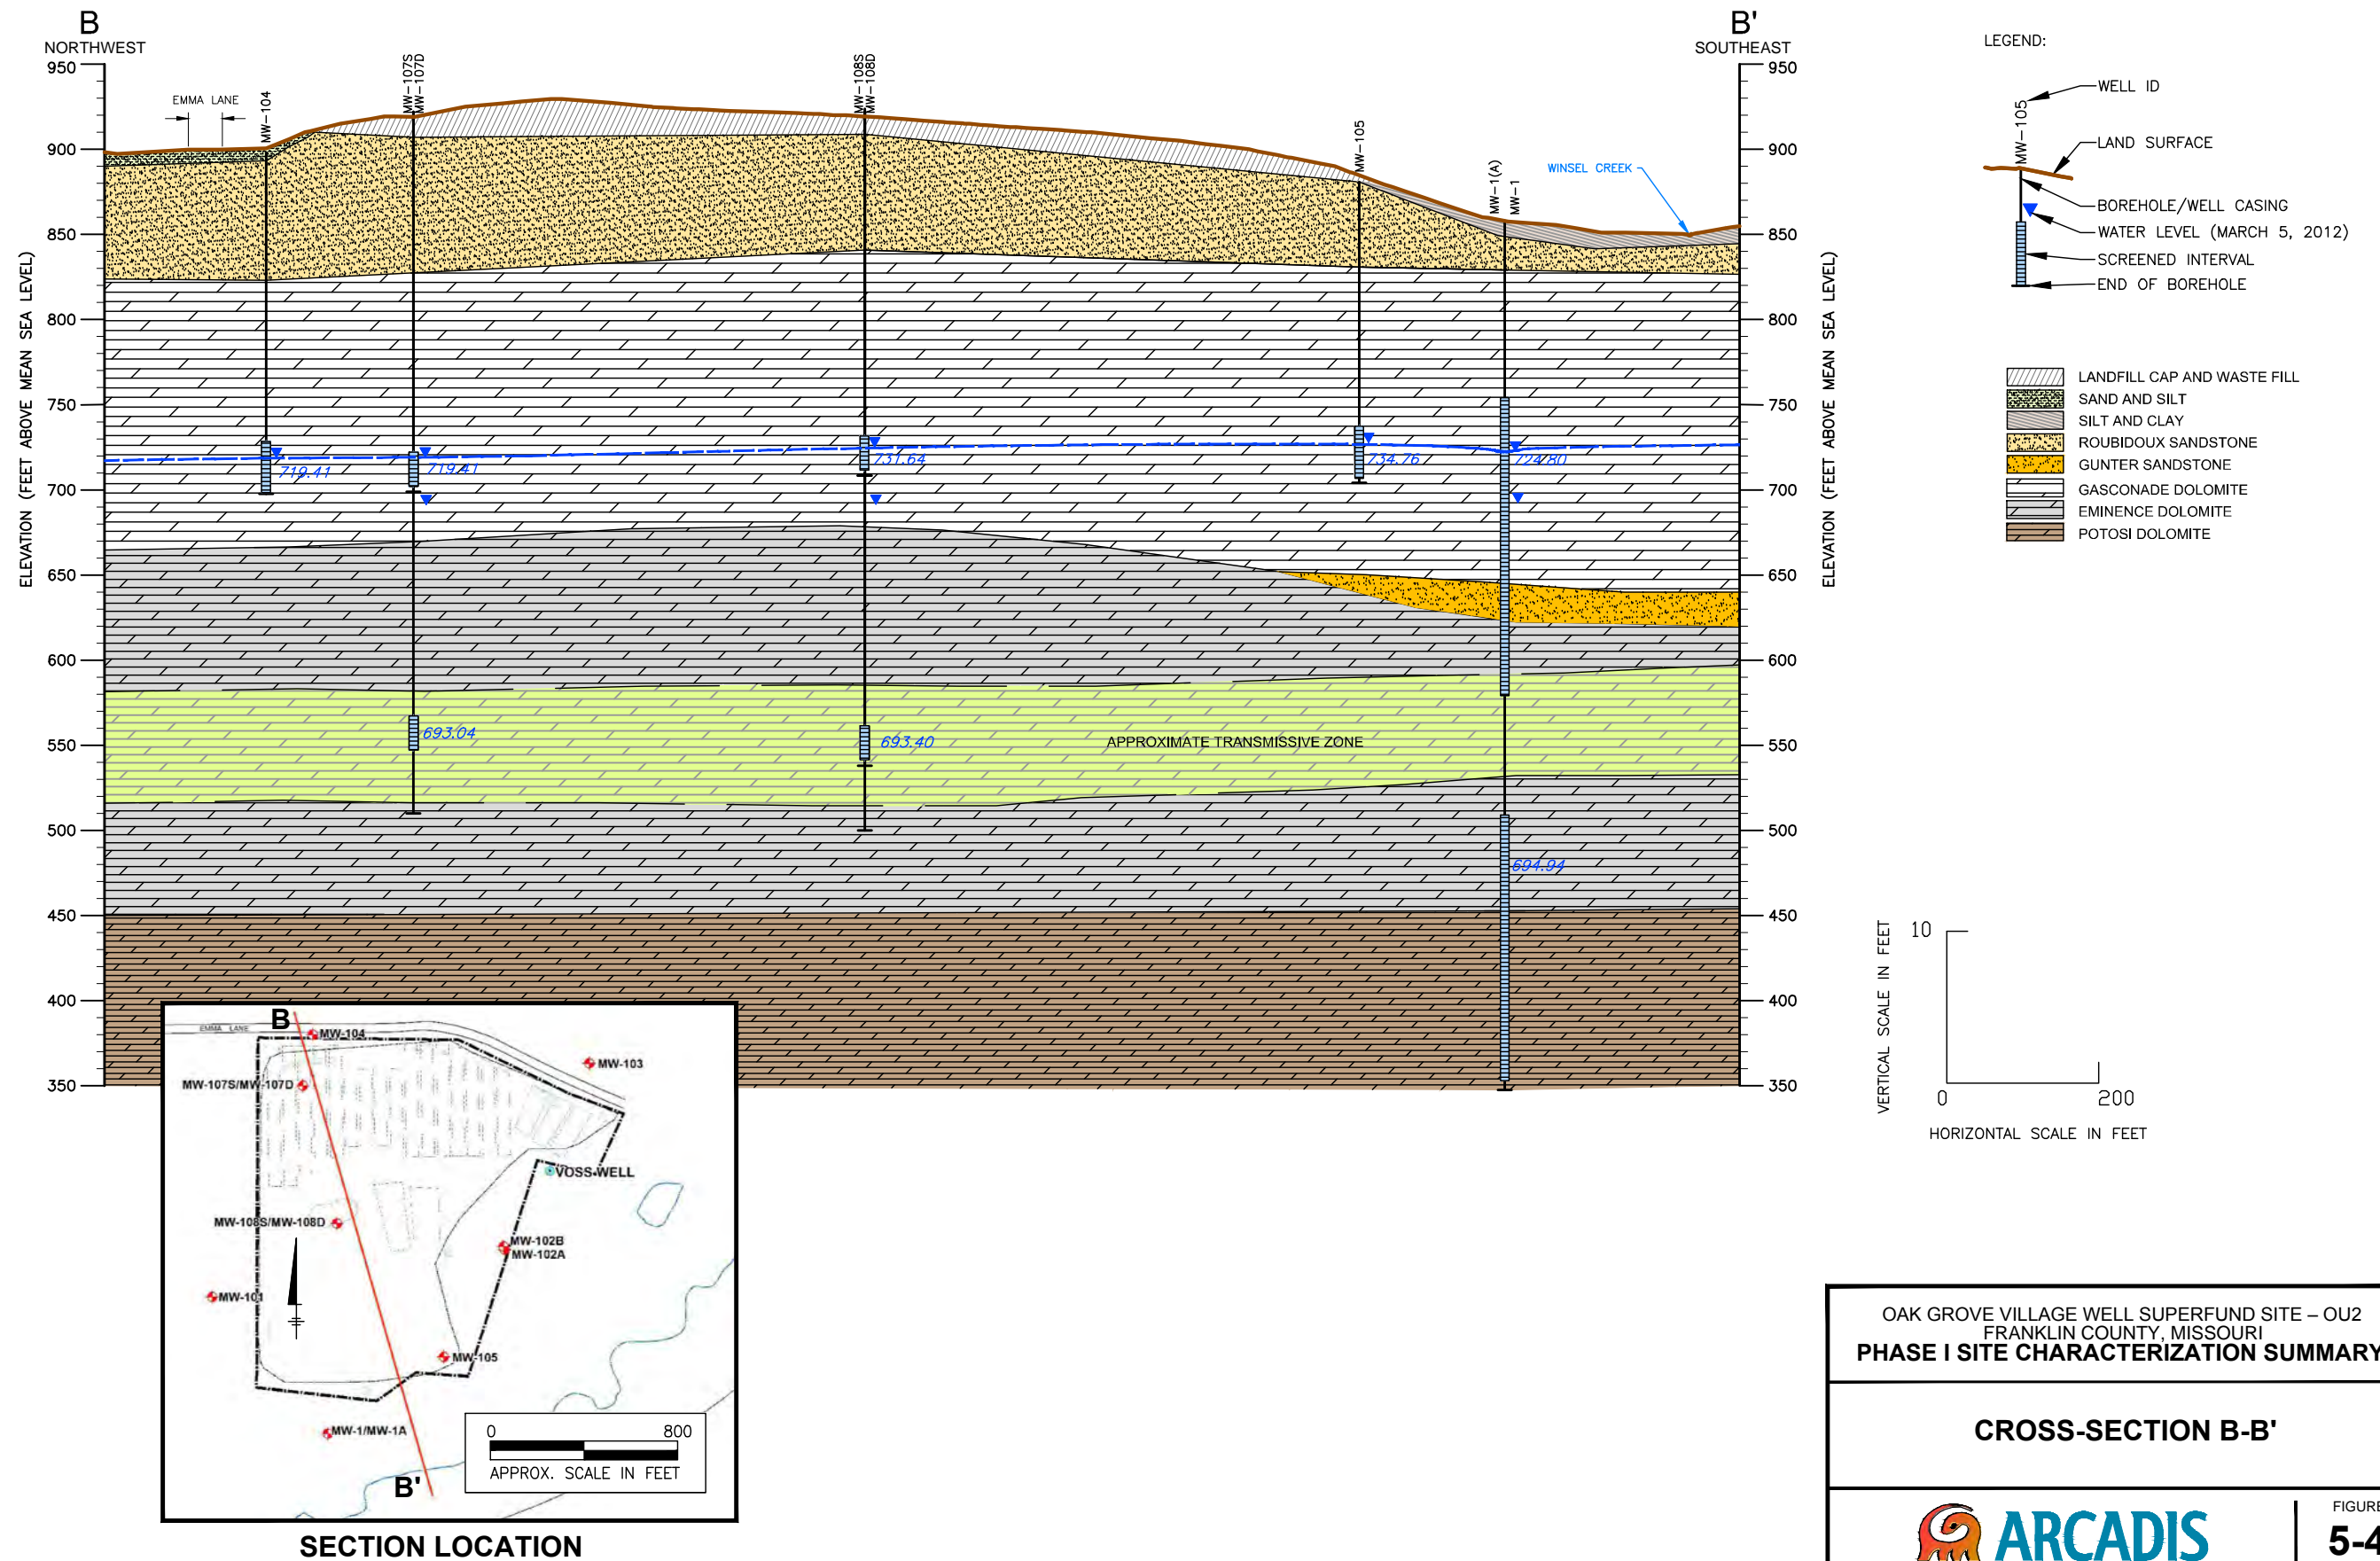 B
NORTHWEST
B'
SOUTHEAST
ELEVATION (FEET ABOVE MEAN SEA LEVEL)
950
900
850
800
750
700
650
600
550
500
450
400
350
EMMA LANE
MW-104
MW-107S
MW-107D
MW-108S
MW-108D
MW-105
MW-1(A)
MW-1
WINSEL CREEK
719.41
719.41
731.64
734.76
724.80
693.04
693.40
APPROXIMATE TRANSMISSIVE ZONE
694.94
950
900
850
800
750
700
650
600
550
500
450
400
350
ELEVATION (FEET ABOVE MEAN SEA LEVEL)
LEGEND:
MW-105
WELL ID
LAND SURFACE
BOREHOLE/WELL CASING
WATER LEVEL (MARCH 5, 2012)
SCREENED INTERVAL
END OF BOREHOLE
LANDFILL CAP AND WASTE FILL
SAND AND SILT
SILT AND CLAY
ROUBIDOUX SANDSTONE
GUNTER SANDSTONE
GASCONADE DOLOMITE
EMINENCE DOLOMITE
POTOSI DOLOMITE
VERTICAL SCALE IN FEET
10
0
200
HORIZONTAL SCALE IN FEET
B
EMMA LANE
MW-104
MW-103
MW-107S/MW-107D
VOSS WELL
MW-108S/MW-108D
MW-102B
MW-102A
MW-101
MW-105
MW-1/MW-1A
B'
0 800
APPROX. SCALE IN FEET
SECTION LOCATION
OAK GROVE VILLAGE WELL SUPERFUND SITE – OU2
FRANKLIN COUNTY, MISSOURI
PHASE I SITE CHARACTERIZATION SUMMARY
CROSS-SECTION B-B'
ARCADIS
FIGURE
5-4